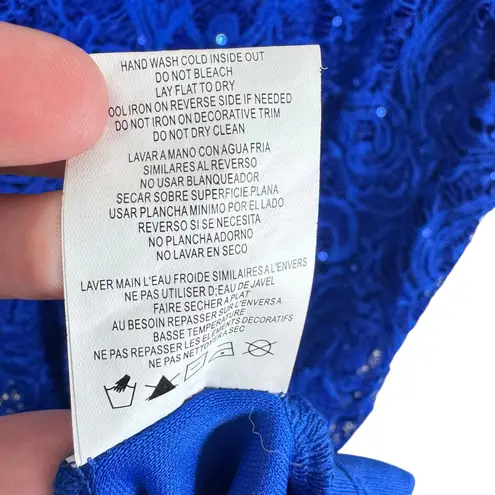 HAND WASH COLD INSIDE OUT
DO NOT BLEACH
LAY FLAT TO DRY
OOL IRON ON REVERSE SIDE IF NEEDED
DO NOT IRON ON DECORATIVE TRIM
DO NOT DRY CLEAN
LAVAR A MANO CON AGUA FRIA
SIMILARES AL REVERSO
NO USAR BLANQUEADOR
SECAR SOBRE SUPERFICIE PLANA
USAR PLANCHA MINIMO POR EL LADO
REVERSO SI SE NECESITA
NO PLANCHA ADORNO
NO LAVAR EN SECO
LAVER MAIN L'EAU FROIDE SIMILAIRES A L'ENVERS
NE PAS UTILISER D;EAU DE JAVEL
FAIRE SECHER A PLAT
AU BESOIN REPASSER SUR L'ENVERS A
BASSE TEMPERATURE
NE PAS REPASSER LES ELEMENTS DECORATIFS
NE PAS NETTOYER A SEC